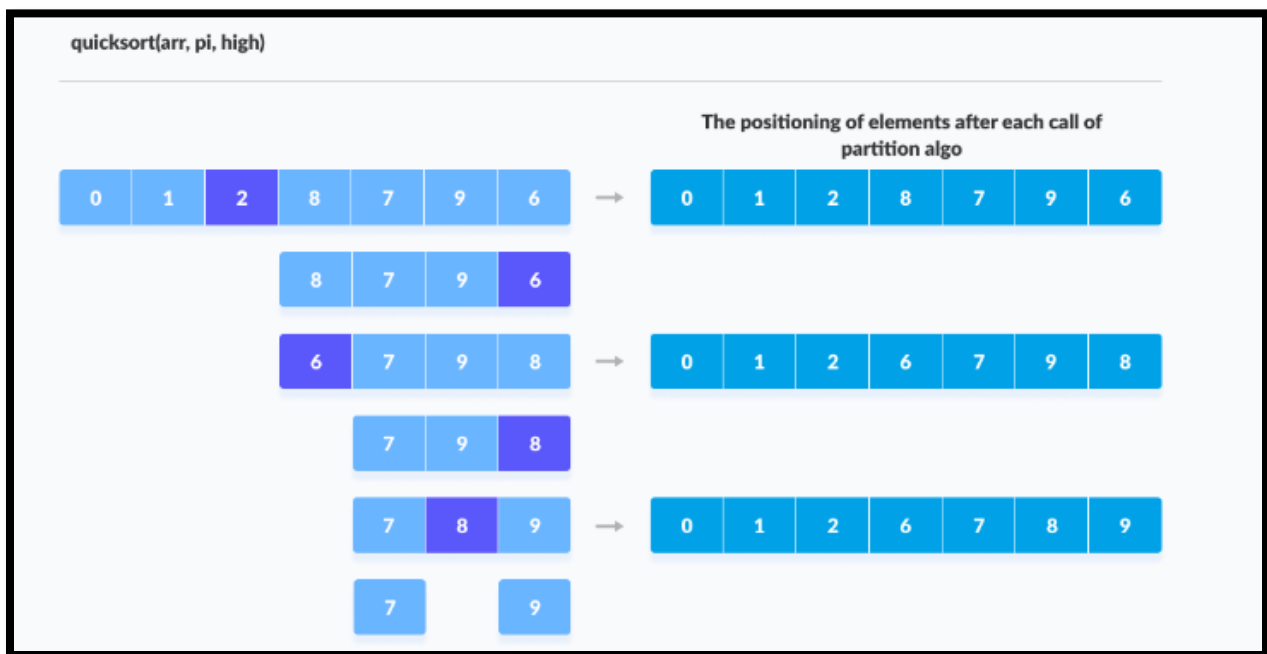 quicksort(arr, pi, high)
The positioning of elements after each call of
partition algo
0 1 2 8 7 9 6 → 0 1 2 8 7 9 6
8 7 9 6
6 7 9 8 → 0 1 2 6 7 9 8
7 9 8
7 8 9 → 0 1 2 6 7 8 9
7 9